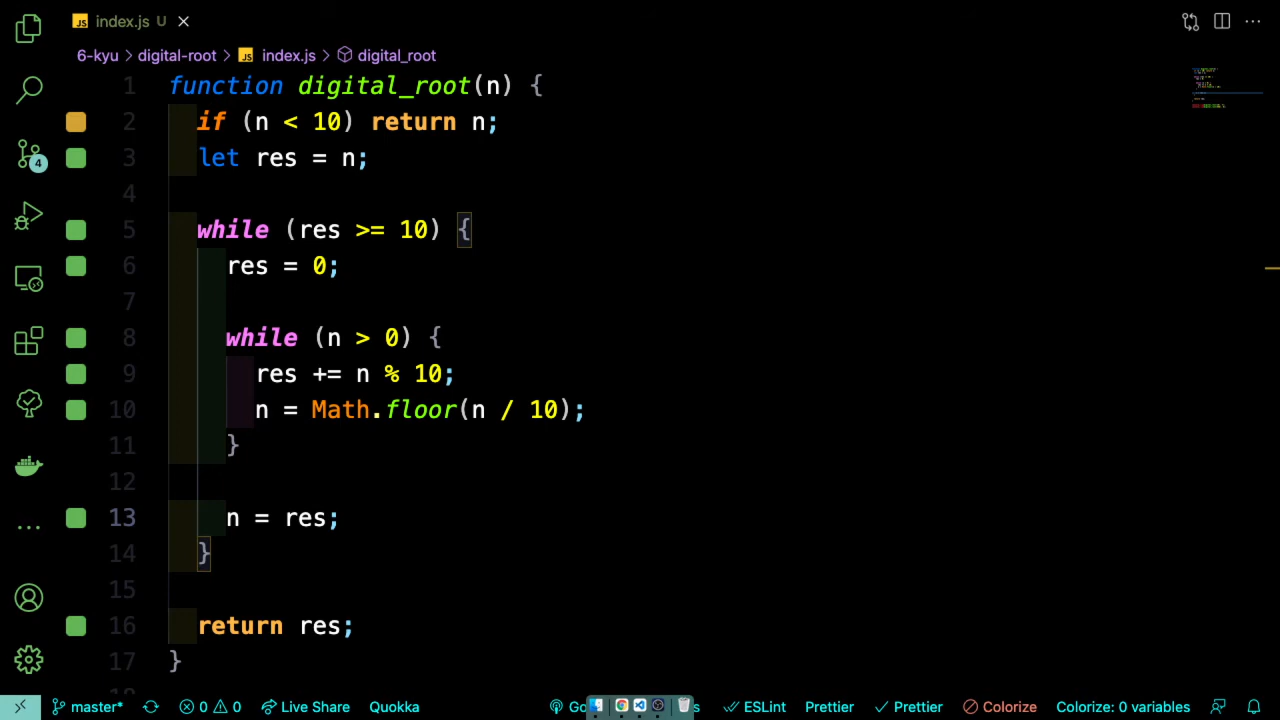 JS index.js U
6-kyu > digital-root > JS index.js > digital_root
1 function digital_root(n) {
2 if (n < 10) return n;
3 let res = n;
4
5 while (res >= 10) {
6 res = 0;
7
8 while (n > 0) {
9 res += n % 10;
10 n = Math.floor(n / 10);
11 }
12
13 n = res;
14 }
15
16 return res;
17 }
4
master* 0 0 Live Share Quokka Go ESLint Prettier Prettier Colorize Colorize: 0 variables